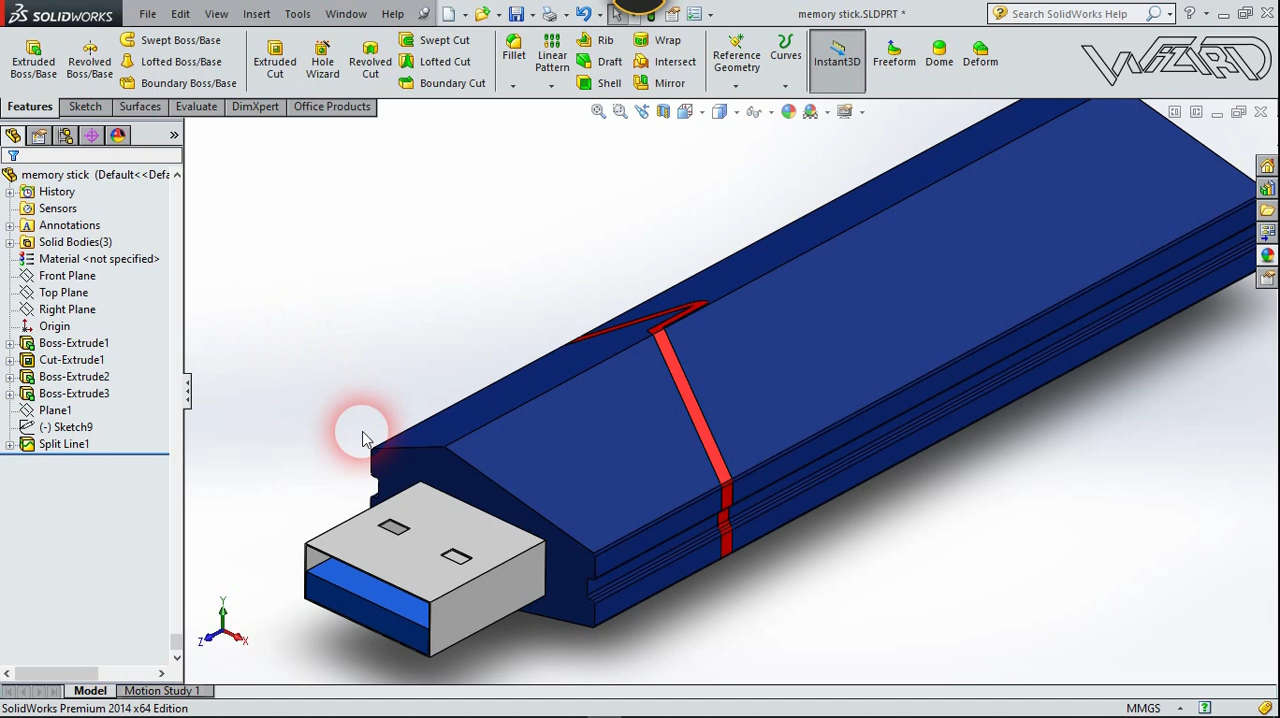 SOLIDWORKS File Edit View Insert Tools Window Help memory stick.SLDPRT * Search SolidWorks Help
Extruded Boss/Base
Revolved Boss/Base
Swept Boss/Base
Lofted Boss/Base
Boundary Boss/Base
Extruded Cut
Hole Wizard
Revolved Cut
Swept Cut
Lofted Cut
Boundary Cut
Fillet
Linear Pattern
Rib
Draft
Shell
Wrap
Intersect
Mirror
Reference Geometry
Curves
Instant3D
Freeform
Dome
Deform
WIZARD
Features Sketch Surfaces Evaluate DimXpert Office Products
memory stick (Default<<Defa
History
Sensors
Annotations
Solid Bodies(3)
Material <not specified>
Front Plane
Top Plane
Right Plane
Origin
Boss-Extrude1
Cut-Extrude1
Boss-Extrude2
Boss-Extrude3
Plane1
(-) Sketch9
Split Line1
Y
Z
X
Model Motion Study 1
SolidWorks Premium 2014 x64 Edition MMGS